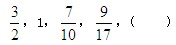 3/2, 1, 7/10, 9/17, (    )